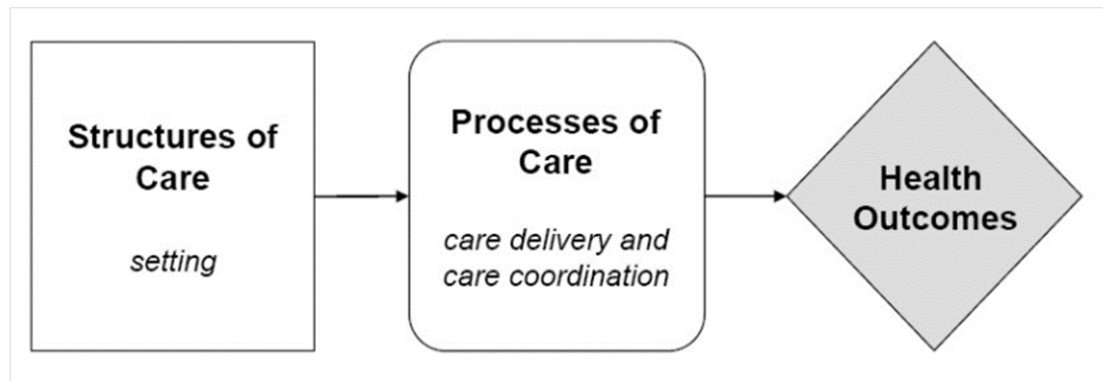 Structures of
Care
setting
Processes of
Care
care delivery and
care coordination
Health
Outcomes